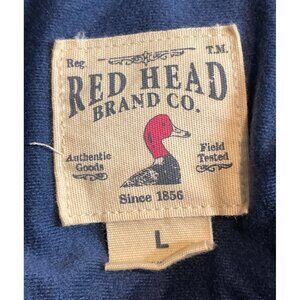 Reg. T.M.
RED HEAD
BRAND CO.
Authentic Goods
Field Tested
Since 1856
L